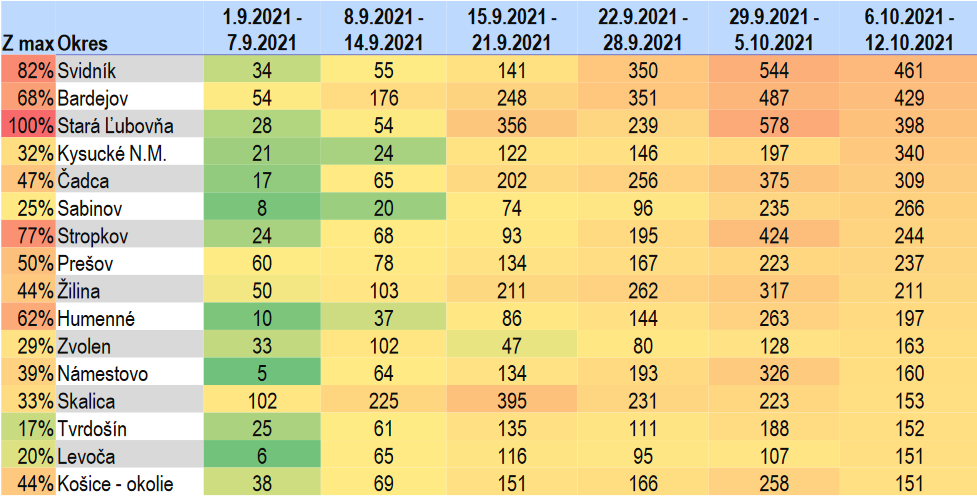 Z max Okres 1.9.2021 - 7.9.2021 8.9.2021 - 14.9.2021 15.9.2021 - 21.9.2021 22.9.2021 - 28.9.2021 29.9.2021 - 5.10.2021 6.10.2021 - 12.10.2021
82% Svidník 34 55 141 350 544 461
68% Bardejov 54 176 248 351 487 429
100% Stará Ľubovňa 28 54 356 239 578 398
32% Kysucké N.M. 21 24 122 146 197 340
47% Čadca 17 65 202 256 375 309
25% Sabinov 8 20 74 96 235 266
77% Stropkov 24 68 93 195 424 244
50% Prešov 60 78 134 167 223 237
44% Žilina 50 103 211 262 317 211
62% Humenné 10 37 86 144 263 197
29% Zvolen 33 102 47 80 128 163
39% Námestovo 5 64 134 193 326 160
33% Skalica 102 225 395 231 223 153
17% Tvrdošín 25 61 135 111 188 152
20% Levoča 6 65 116 95 107 151
44% Košice - okolie 38 69 151 166 258 151